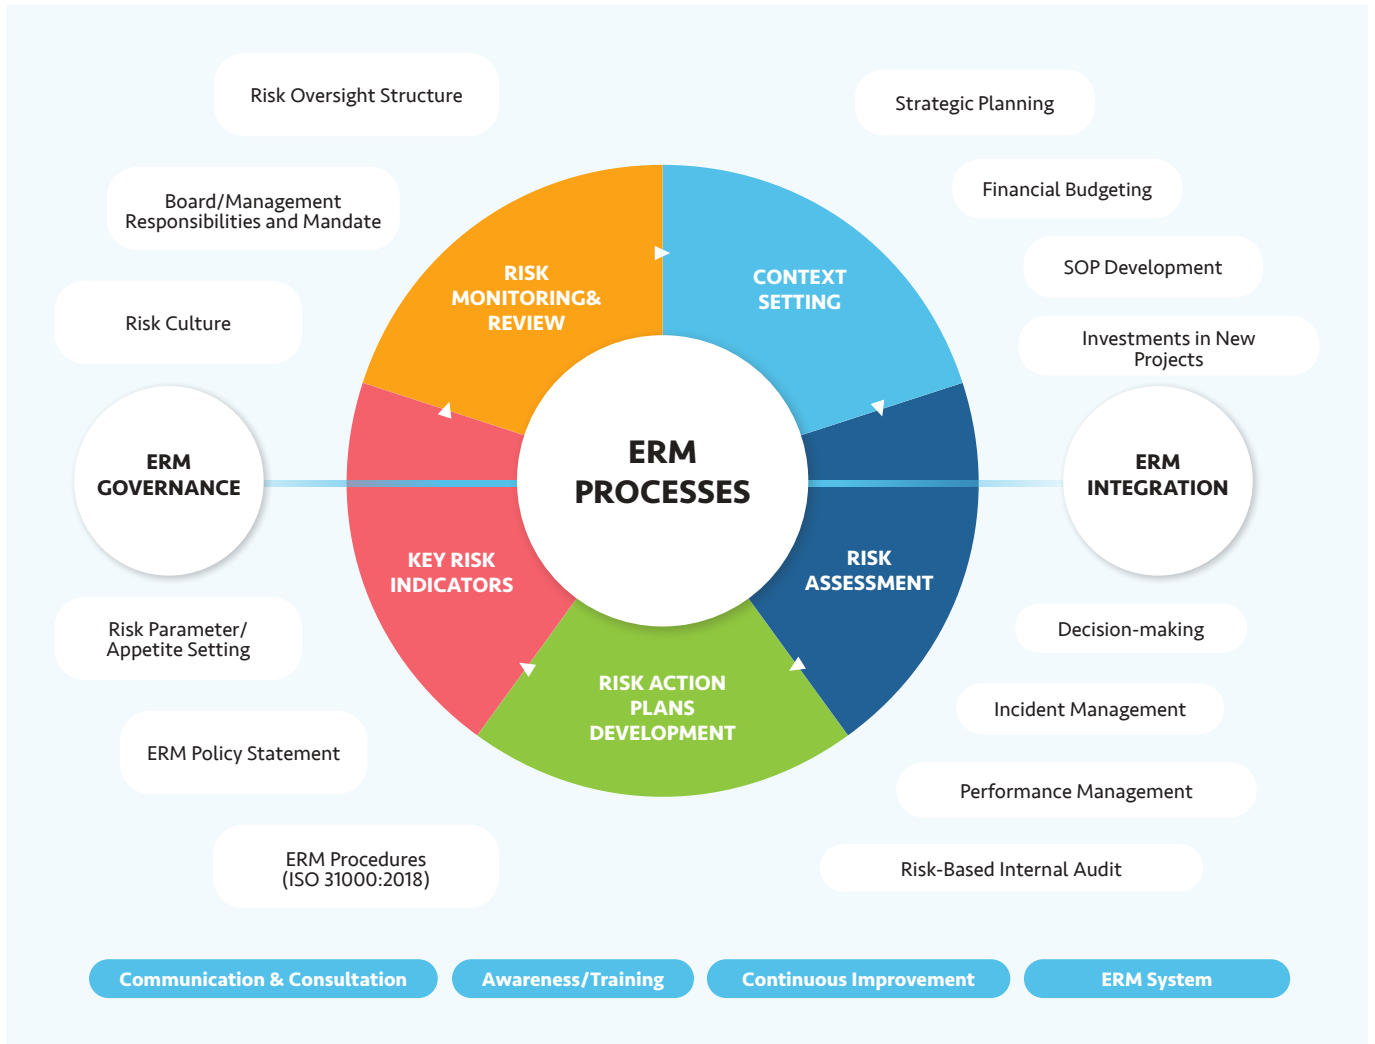 Risk Oversight Structure
Board/Management
Responsibilities and Mandate
Risk Culture
ERM
GOVERNANCE
Risk Parameter/
Appetite Setting
ERM Policy Statement
ERM Procedures
(ISO 31000:2018)
RISK
MONITORING&
REVIEW
CONTEXT
SETTING
ERM
PROCESSES
KEY RISK
INDICATORS
RISK
ASSESSMENT
RISK ACTION
PLANS
DEVELOPMENT
Strategic Planning
Financial Budgeting
SOP Development
Investments in New
Projects
ERM
INTEGRATION
Decision-making
Incident Management
Performance Management
Risk-Based Internal Audit
Communication & Consultation
Awareness/Training
Continuous Improvement
ERM System